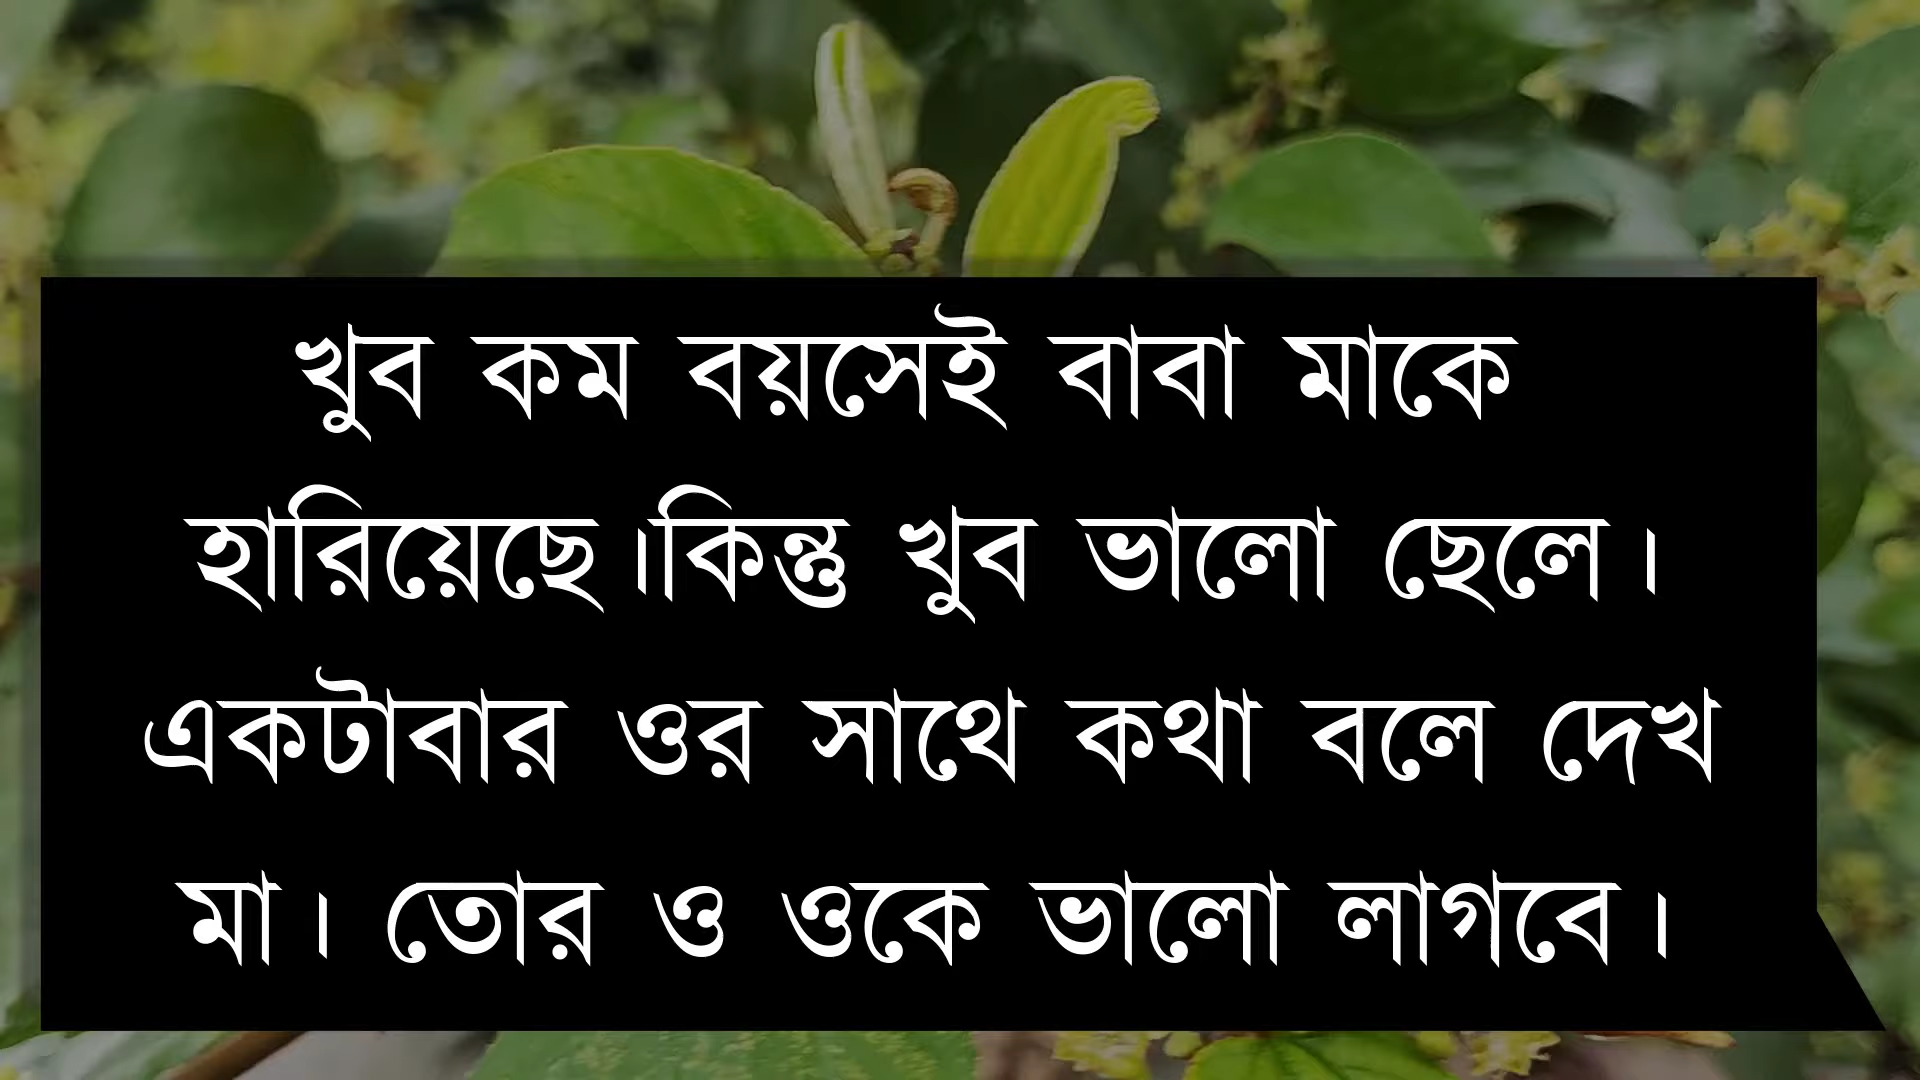 খুব কম বয়সেই বাবা মাকে
হারিয়েছে।কিন্তু খুব ভালো ছেলে।
একটাবার ওর সাথে কথা বলে দেখ
মা। তোর ও ওকে ভালো লাগবে।